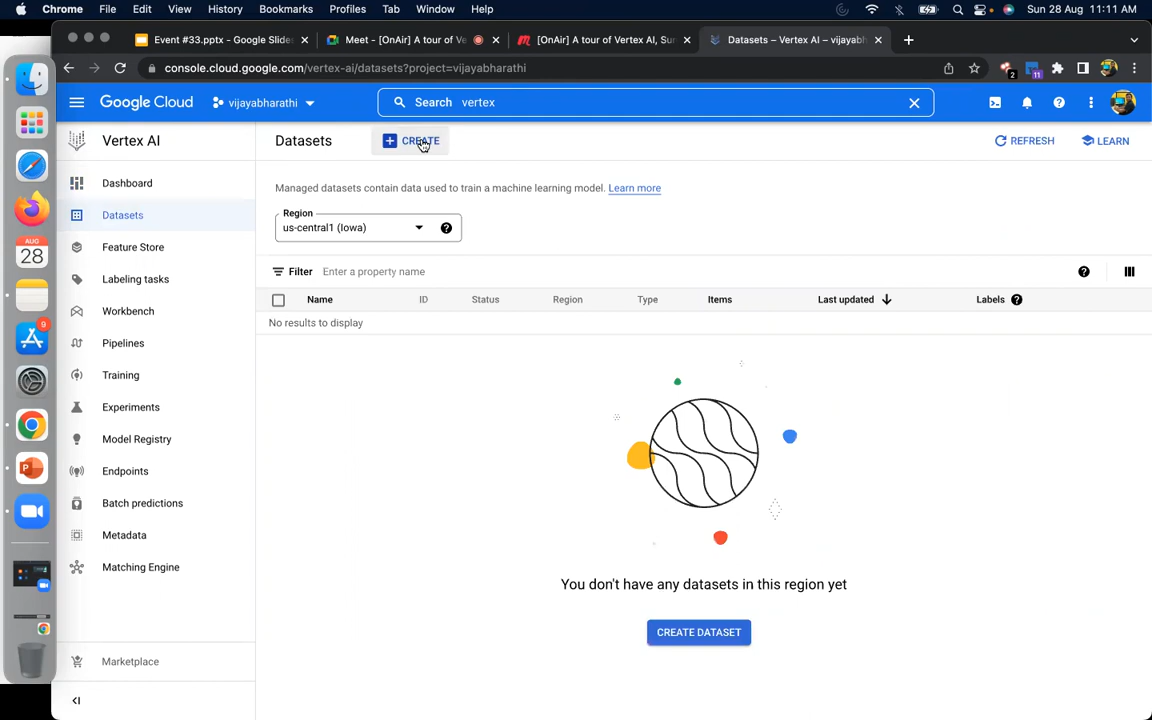 Chrome File Edit View History Bookmarks Profiles Tab Window Help Sun 28 Aug 11:11 AM
Event #33.pptx - Google Slides Meet - [OnAir] A tour of Ve [OnAir] A tour of Vertex AI, Su Datasets – Vertex AI – vijayabh
console.cloud.google.com/vertex-ai/datasets?project=vijayabharathi 2 11
Google Cloud vijayabharathi Search vertex
Vertex AI Datasets CREATE REFRESH LEARN
Dashboard
Datasets
Feature Store
Labeling tasks
Workbench
Pipelines
Training
Experiments
Model Registry
Endpoints
Batch predictions
Metadata
Matching Engine
Marketplace
Managed datasets contain data used to train a machine learning model. Learn more
Region
us-central1 (Iowa)
Filter Enter a property name
Name ID Status Region Type Items Last updated Labels
No results to display
You don't have any datasets in this region yet
CREATE DATASET
AUG
28
9